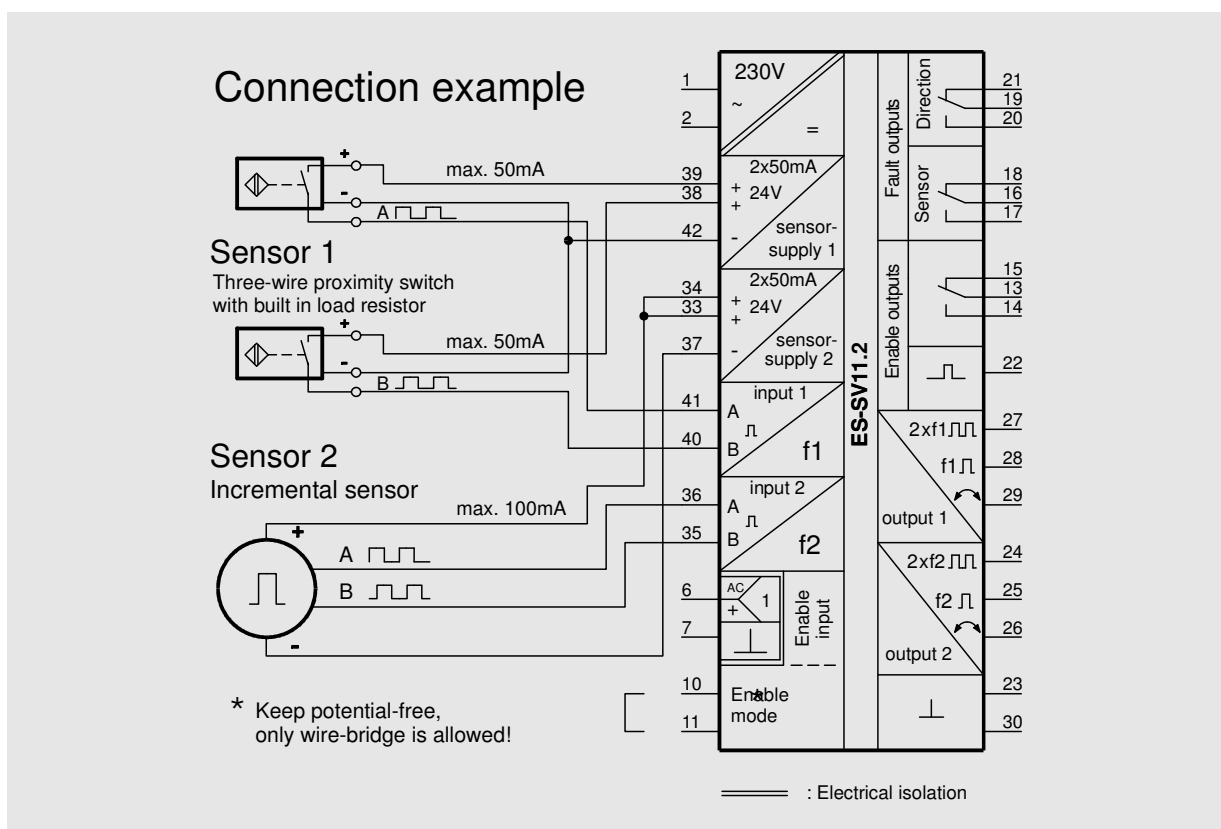 Connection example
+
max. 50mA
-
A
Sensor 1
Three-wire proximity switch
with built in load resistor
+
max. 50mA
-
B
Sensor 2
Incremental sensor
max. 100mA
+
A
B
-
* Keep potential-free,
only wire-bridge is allowed!
1
2
39
38
42
34
33
37
41
40
36
35
6
7
10
11
230V
~
=
2x50mA
+ 24V
+
-
sensor-
supply 1
2x50mA
+ 24V
+
-
sensor-
supply 2
input 1
A
B
f1
input 2
A
B
f2
AC
+
1
Enable
input
*
Enable
mode
ES-SV11.2
Fault outputs
Direction
Sensor
Enable outputs
2xf1
f1
output 1
2xf2
f2
output 2
21
19
20
18
16
17
15
13
14
22
27
28
29
24
25
26
23
30
: Electrical isolation